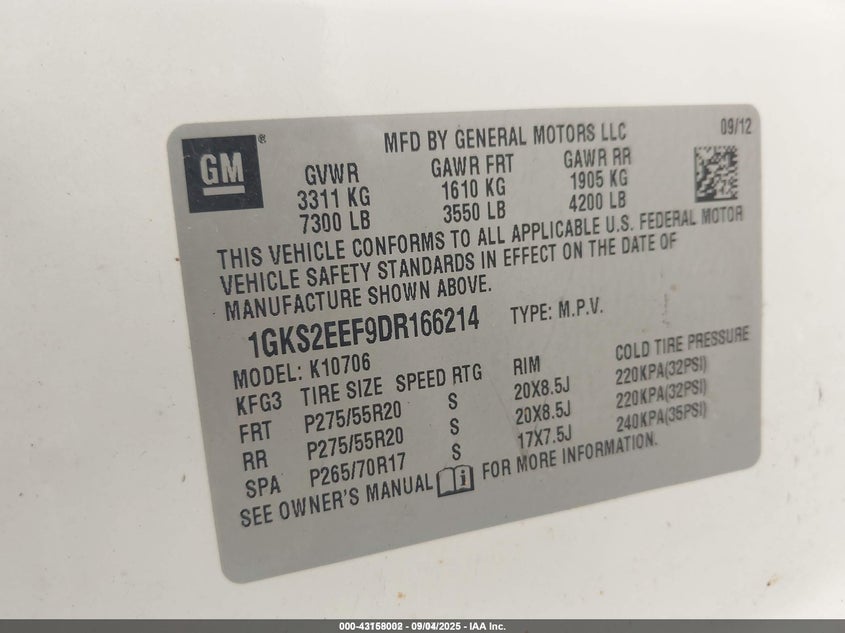 GM®
MFD BY GENERAL MOTORS LLC 09/12
GVWR GAWR FRT GAWR RR
3311 KG 1610 KG 1905 KG
7300 LB 3550 LB 4200 LB
THIS VEHICLE CONFORMS TO ALL APPLICABLE U.S. FEDERAL MOTOR
VEHICLE SAFETY STANDARDS IN EFFECT ON THE DATE OF
MANUFACTURE SHOWN ABOVE.
1GKS2EEF9DR166214 TYPE: M.P.V.
MODEL: K10706
KFG3 TIRE SIZE SPEED RTG RIM COLD TIRE PRESSURE
FRT P275/55R20 S 20X8.5J 220KPA(32PSI)
RR P275/55R20 S 20X8.5J 220KPA(32PSI)
SPA P265/70R17 S 17X7.5J 240KPA(35PSI)
SEE OWNER'S MANUAL FOR MORE INFORMATION.
000-43158002 - 09/04/2025 - IAA Inc.